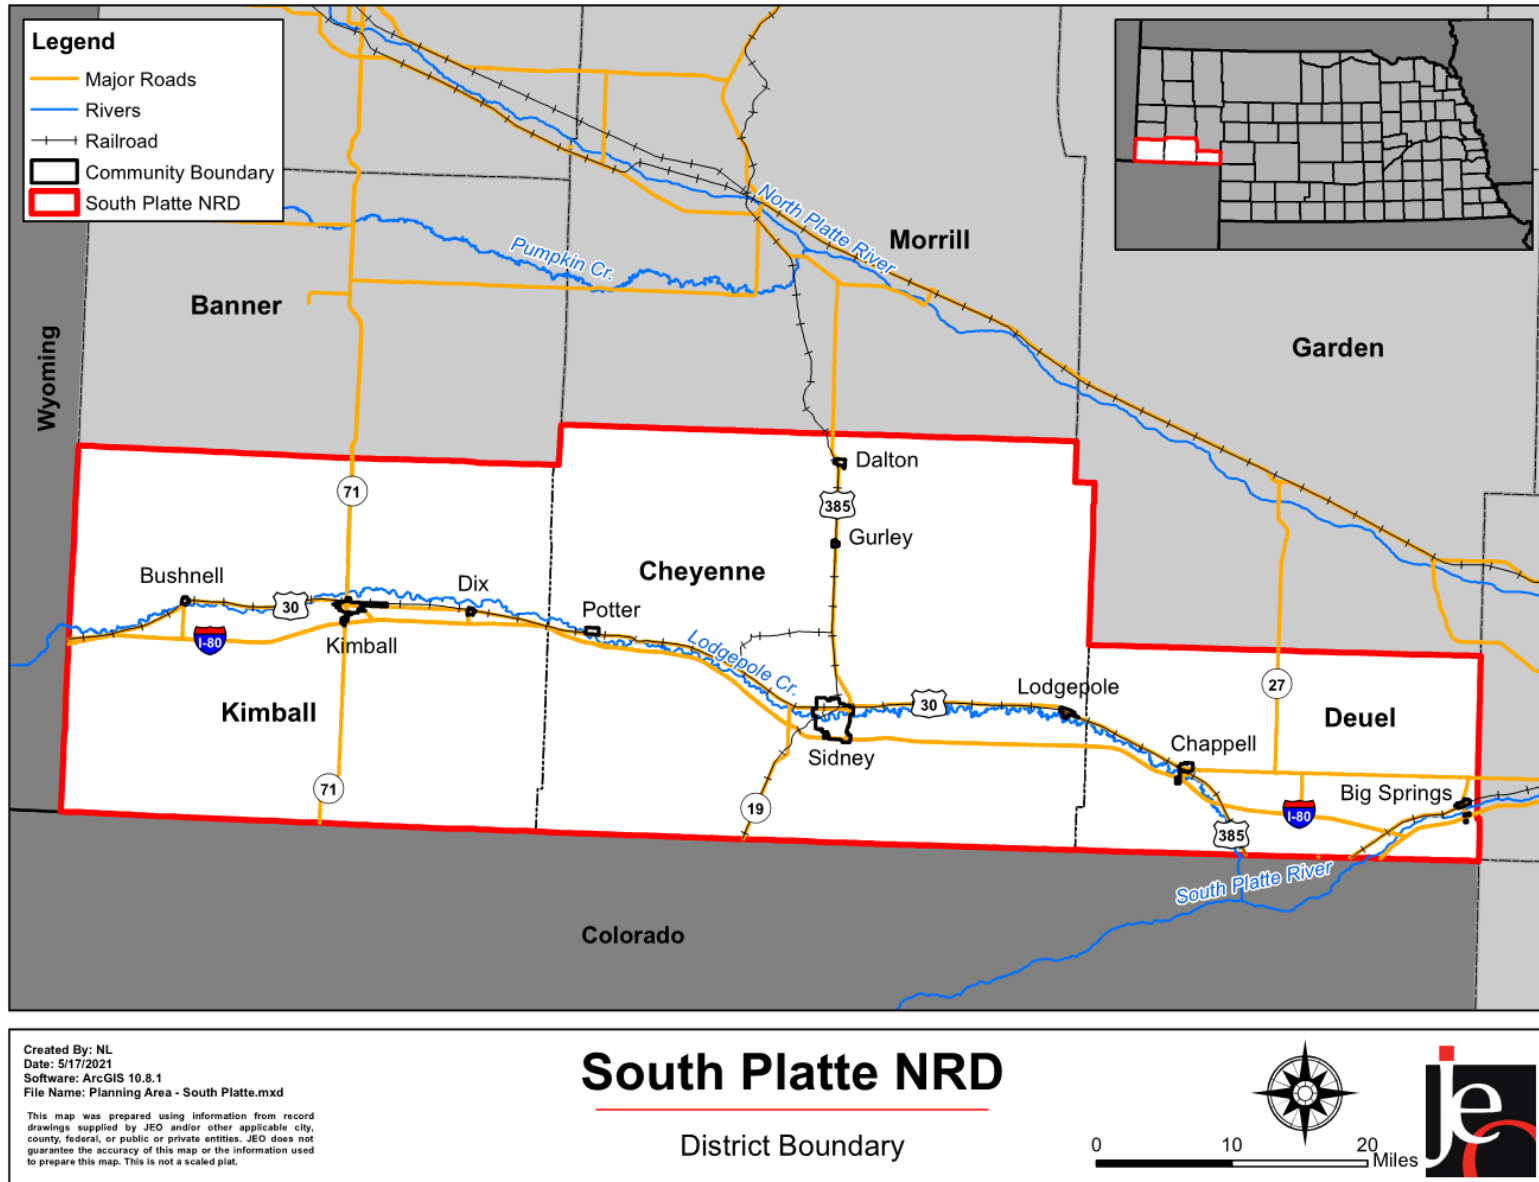 Legend
Major Roads
Rivers
Railroad
Community Boundary
South Platte NRD
North Platte River
Morrill
Pumpkin Cr.
Banner
Garden
Wyoming
Dalton
71
385
Gurley
Cheyenne
Bushnell
Dix
30
Potter
I-80
Kimball
Lodgepole Cr.
Lodgepole
27
Kimball
30
Deuel
Chappell
Sidney
71
19
Big Springs
I-80
385
South Platte River
Colorado
Created By: NL
Date: 5/17/2021
Software: ArcGIS 10.8.1
File Name: Planning Area - South Platte.mxd
This map was prepared using information from record
drawings supplied by JEO and/or other applicable city,
county, federal, or public or private entities. JEO does not
guarantee the accuracy of this map or the information used
to prepare this map. This is not a scaled plat.
South Platte NRD
District Boundary
0 10 20
Miles
jeo